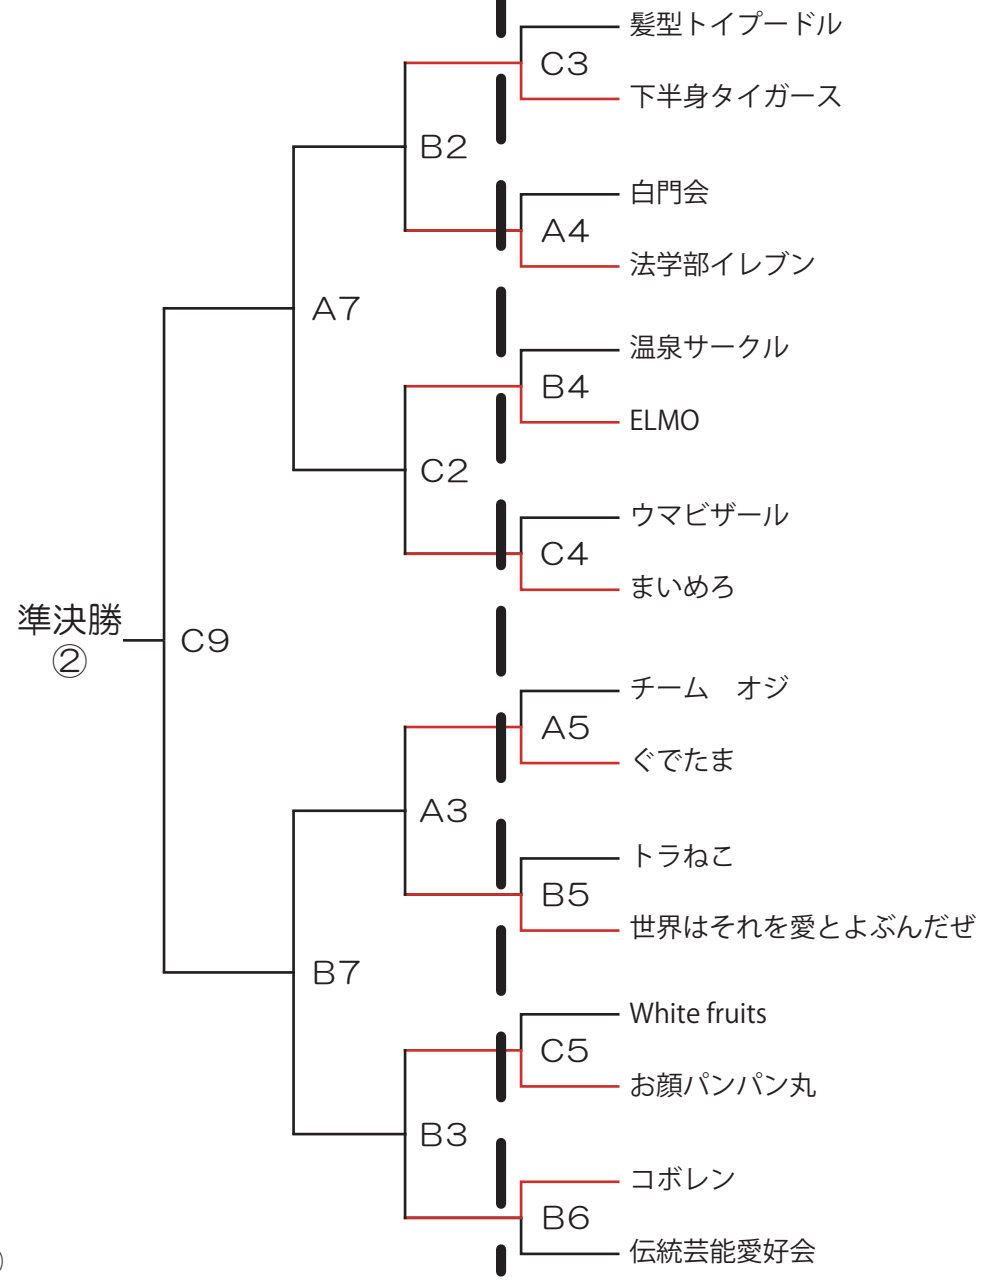 髪型トイプードル
C3
下半身タイガース
B2
白門会
A4
法学部イレブン
A7
温泉サークル
B4
ELMO
C2
ウマビザール
C4
まいめろ
準決勝
②
C9
チーム　オジ
A5
ぐでたま
A3
トラねこ
B5
世界はそれを愛とよぶんだぜ
B7
White fruits
C5
お顔パンパン丸
B3
コボレン
B6
伝統芸能愛好会